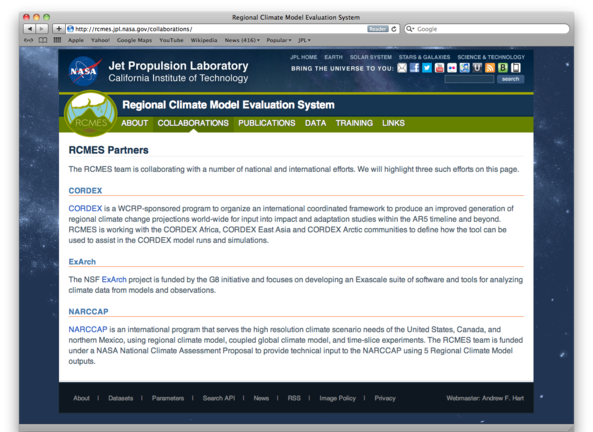 Regional Climate Model Evaluation System
http://rcmes.jpl.nasa.gov/collaborations/
Reader
Google
Apple Yahoo! Google Maps YouTube Wikipedia News (416) Popular JPL
JPL HOME EARTH SOLAR SYSTEM STARS & GALAXIES SCIENCE & TECHNOLOGY
NASA
Jet Propulsion Laboratory
California Institute of Technology
BRING THE UNIVERSE TO YOU:
search
RCMES
Regional Climate Model Evaluation System
ABOUT COLLABORATIONS PUBLICATIONS DATA TRAINING LINKS
RCMES Partners
The RCMES team is collaborating with a number of national and international efforts. We will highlight three such efforts on this page.
CORDEX
CORDEX is a WCRP-sponsored program to organize an international coordinated framework to produce an improved generation of
regional climate change projections world-wide for input into impact and adaptation studies within the AR5 timeline and beyond.
RCMES is working with the CORDEX Africa, CORDEX East Asia and CORDEX Arctic communities to define how the tool can be
used to assist in the CORDEX model runs and simulations.
ExArch
The NSF ExArch project is funded by the G8 initiative and focuses on developing an Exascale suite of software and tools for analyzing
climate data from models and observations.
NARCCAP
NARCCAP is an international program that serves the high resolution climate scenario needs of the United States, Canada, and
northern Mexico, using regional climate model, coupled global climate model, and time-slice experiments. The RCMES team is funded
under a NASA National Climate Assessment Proposal to provide technical input to the NARCCAP using 5 Regional Climate Model
outputs.
About | Datasets | Parameters | Search API | News | RSS | Image Policy | Privacy
Webmaster: Andrew F. Hart